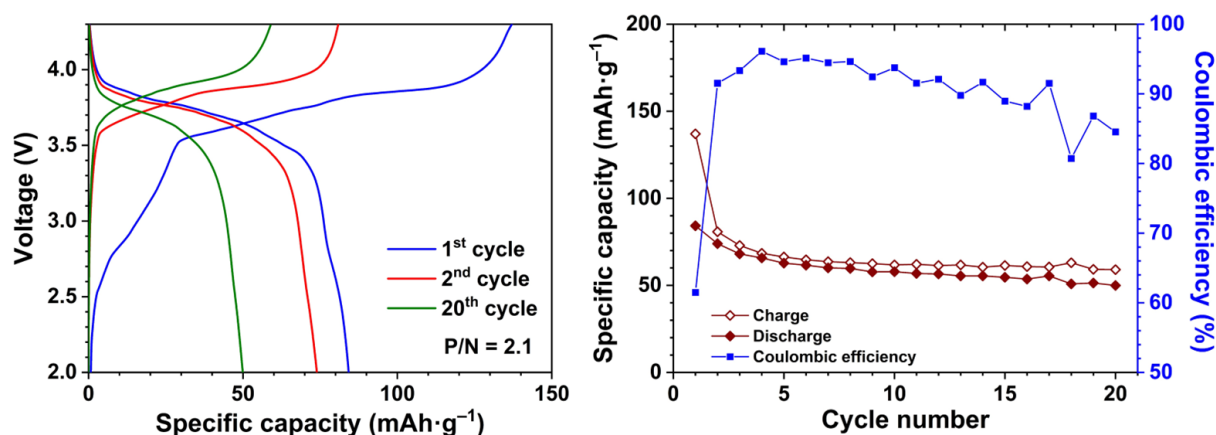 Voltage (V)
4.0
3.5
3.0
2.5
2.0
0
50
100
150
Specific capacity (mAh·g⁻¹)
1st cycle
2nd cycle
20th cycle
P/N = 2.1
Specific capacity (mAh·g⁻¹)
200
150
100
50
0
0
5
10
15
20
Cycle number
Charge
Discharge
Coulombic efficiency
100
90
80
70
60
50
Coulombic efficiency (%)